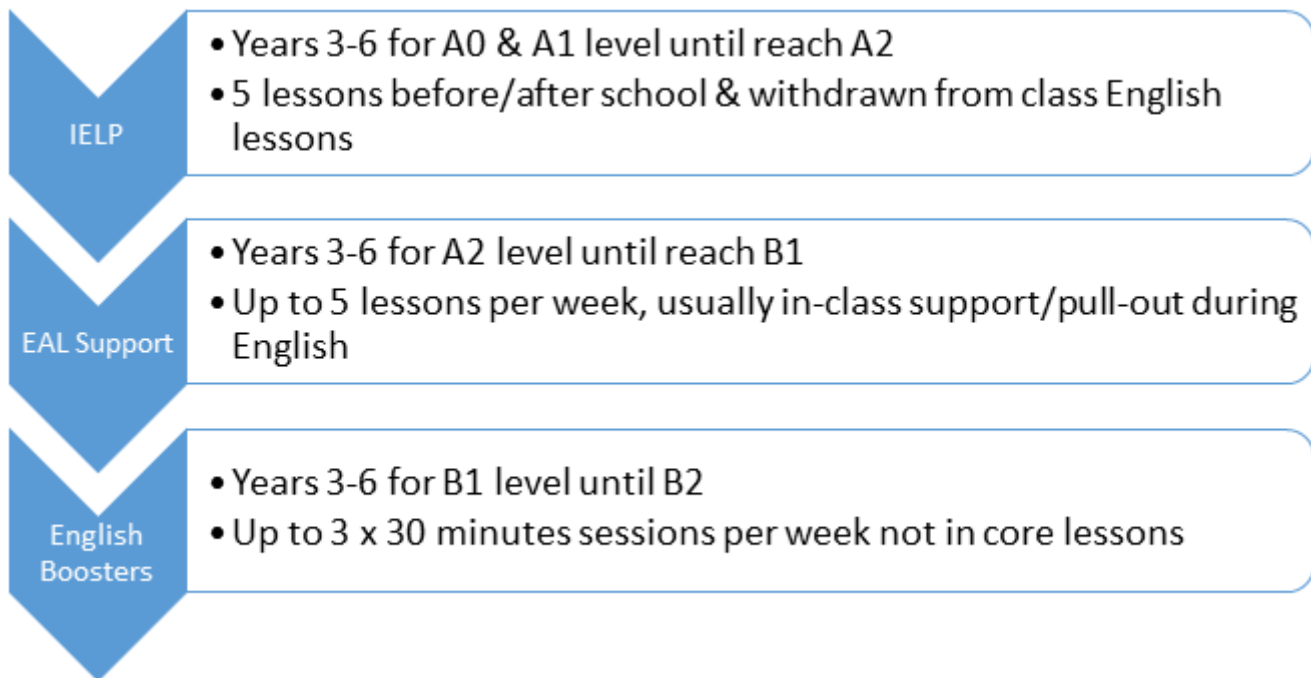 IELP
• Years 3-6 for A0 & A1 level until reach A2
• 5 lessons before/after school & withdrawn from class English
lessons
EAL Support
• Years 3-6 for A2 level until reach B1
• Up to 5 lessons per week, usually in-class support/pull-out during
English
English
Boosters
• Years 3-6 for B1 level until B2
• Up to 3 x 30 minutes sessions per week not in core lessons